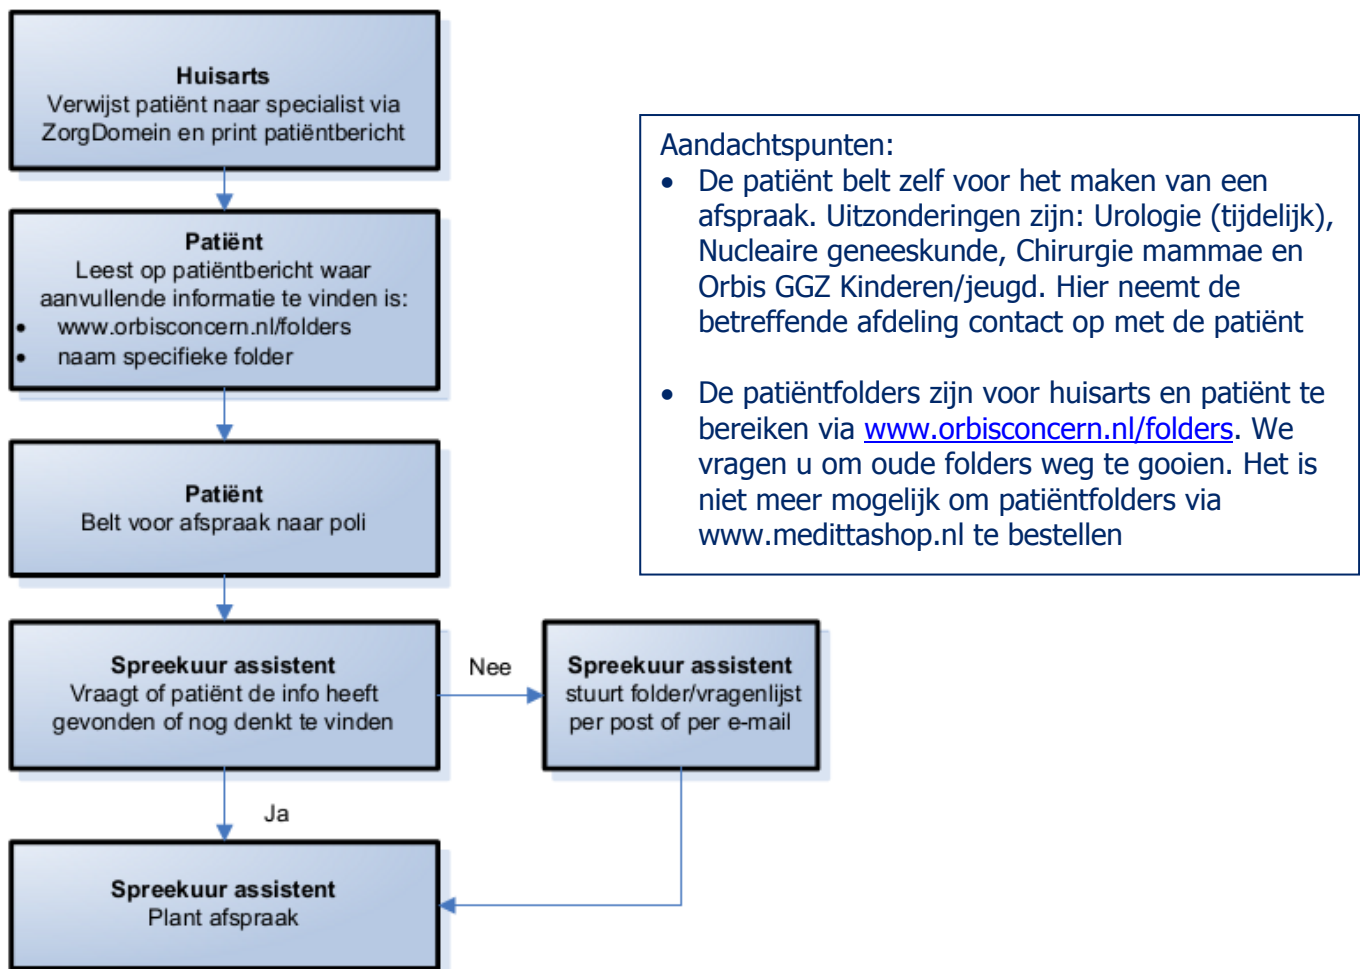 Huisarts
Verwijst patiënt naar specialist via
ZorgDomein en print patiëntbericht
Patiënt
Leest op patiëntbericht waar
aanvullende informatie te vinden is:
• www.orbisconcern.nl/folders
• naam specifieke folder
Patiënt
Belt voor afspraak naar poli
Spreekuur assistent
Vraagt of patiënt de info heeft
gevonden of nog denkt te vinden
Nee
Spreekuur assistent
stuurt folder/vragenlijst
per post of per e-mail
Ja
Spreekuur assistent
Plant afspraak
Aandachtspunten:
• De patiënt belt zelf voor het maken van een
afspraak. Uitzonderingen zijn: Urologie (tijdelijk),
Nucleaire geneeskunde, Chirurgie mammae en
Orbis GGZ Kinderen/jeugd. Hier neemt de
betreffende afdeling contact op met de patiënt
• De patiëntfolders zijn voor huisarts en patiënt te
bereiken via www.orbisconcern.nl/folders. We
vragen u om oude folders weg te gooien. Het is
niet meer mogelijk om patiëntfolders via
www.medittashop.nl te bestellen